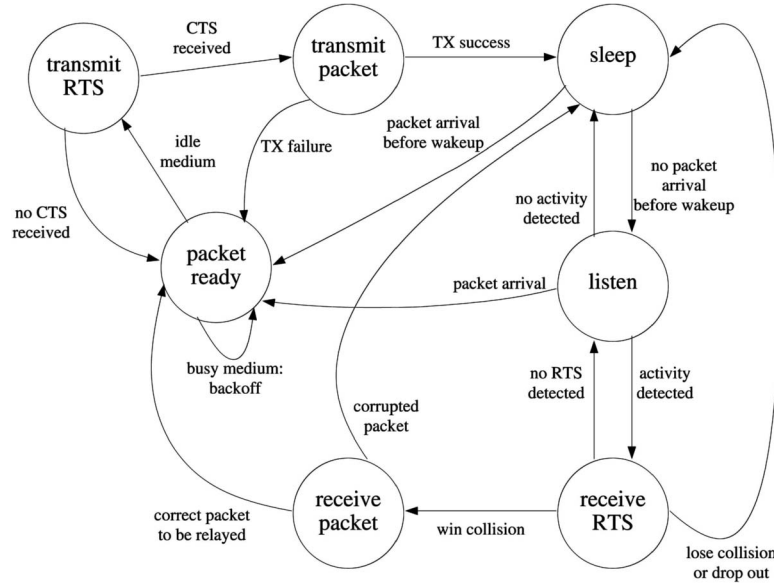 CTS
received
transmit
RTS
transmit
packet
TX success
sleep
idle
medium
TX failure
packet arrival
before wakeup
no packet
arrival
before wakeup
no activity
detected
no CTS
received
packet
ready
packet arrival
listen
busy medium:
backoff
no RTS
detected
activity
detected
corrupted
packet
correct packet
to be relayed
receive
packet
win collision
receive
RTS
lose collision
or drop out